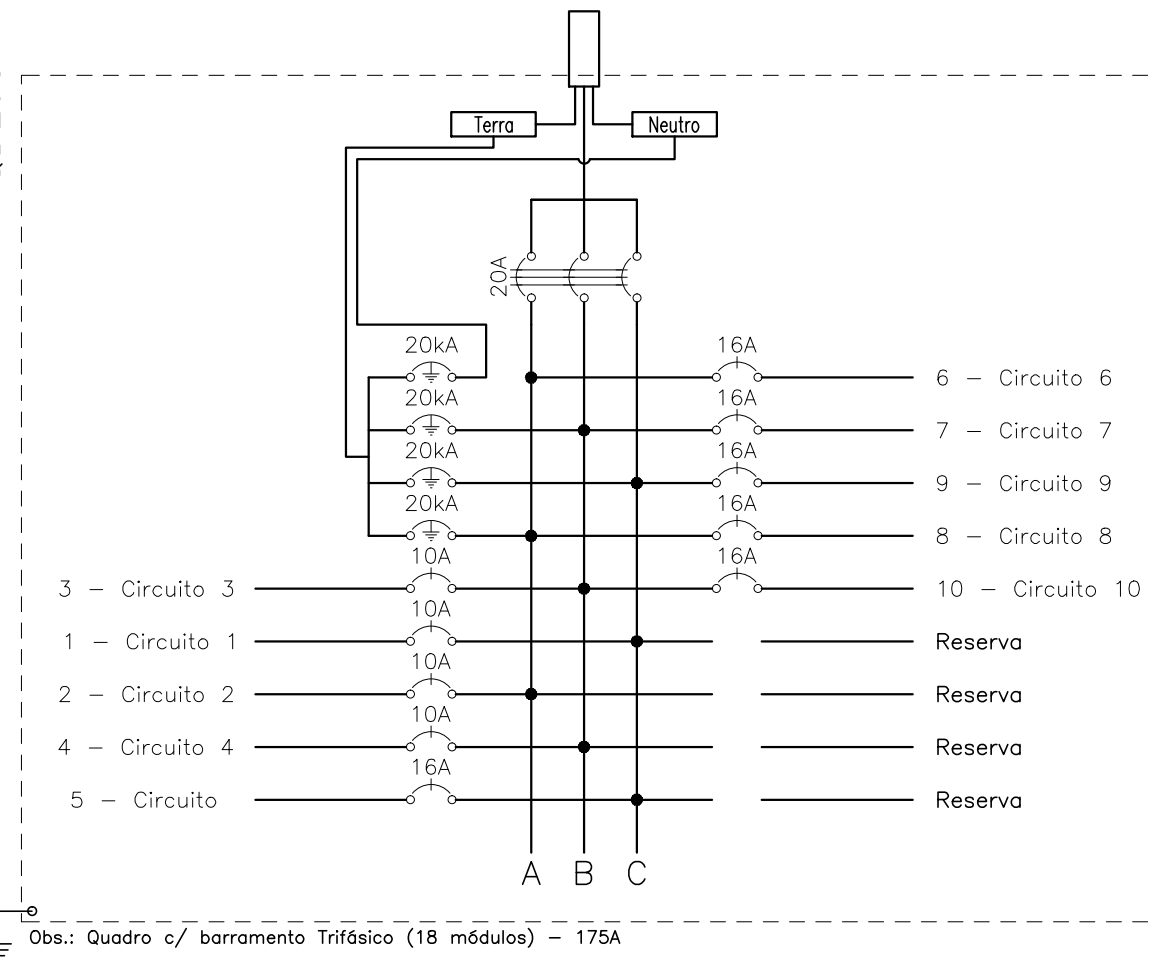 Terra
Neutro
20A
20kA
16A
6 - Circuito 6
20kA
16A
7 - Circuito 7
20kA
16A
9 - Circuito 9
20kA
16A
8 - Circuito 8
10A
16A
3 - Circuito 3
10 - Circuito 10
10A
1 - Circuito 1
Reserva
10A
2 - Circuito 2
Reserva
10A
4 - Circuito 4
Reserva
16A
5 - Circuito
Reserva
A B C
Obs.: Quadro c/ barramento Trifásico (18 módulos) - 175A